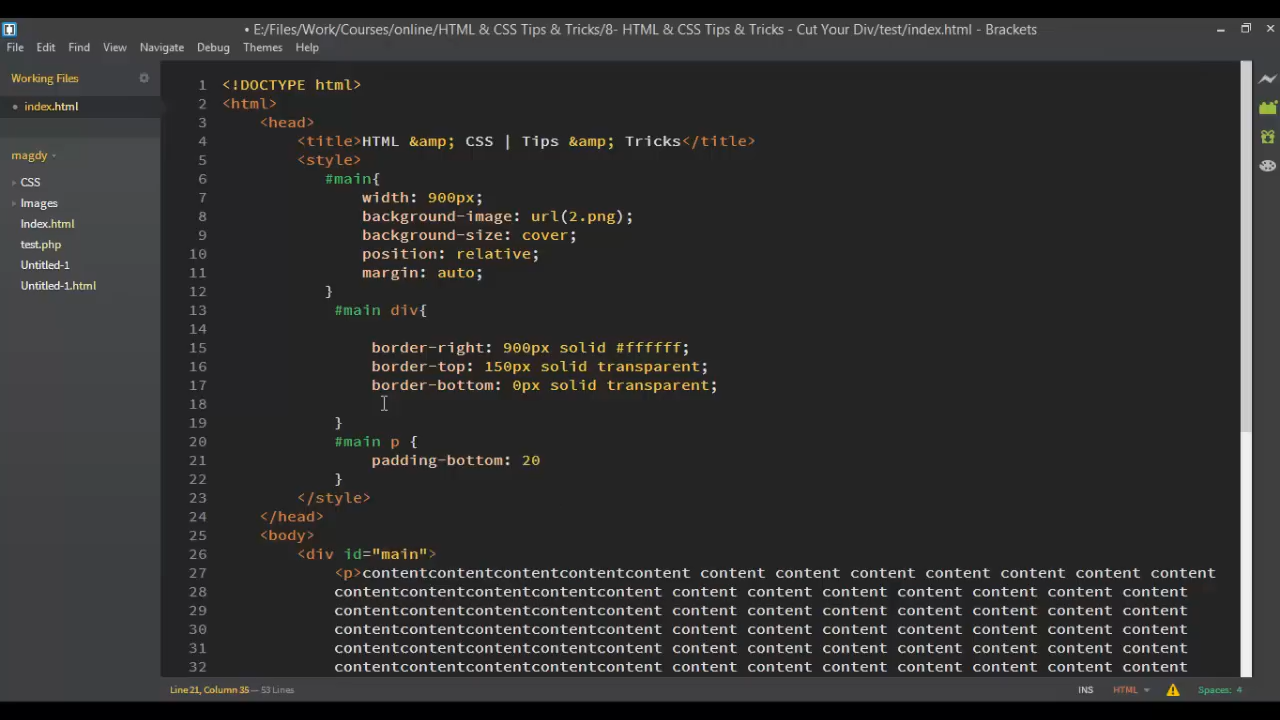 • E:/Files/Work/Courses/online/HTML & CSS Tips & Tricks/8- HTML & CSS Tips & Tricks - Cut Your Div/test/index.html - Brackets
File Edit Find View Navigate Debug Themes Help
Working Files
• index.html
magdy
CSS
Images
Index.html
test.php
Untitled-1
Untitled-1.html
1 <!DOCTYPE html>
2 <html>
3 <head>
4 <title>HTML &amp; CSS | Tips &amp; Tricks</title>
5 <style>
6 #main{
7 width: 900px;
8 background-image: url(2.png);
9 background-size: cover;
10 position: relative;
11 margin: auto;
12 }
13 #main div{
14
15 border-right: 900px solid #ffffff;
16 border-top: 150px solid transparent;
17 border-bottom: 0px solid transparent;
18
19 }
20 #main p {
21 padding-bottom: 20
22 }
23 </style>
24 </head>
25 <body>
26 <div id="main">
27 <p>contentcontentcontentcontentcontent content content content content content content content
28 contentcontentcontentcontentcontent content content content content content content content
29 contentcontentcontentcontentcontent content content content content content content content
30 contentcontentcontentcontentcontent content content content content content content content
31 contentcontentcontentcontentcontent content content content content content content content
32 contentcontentcontentcontentcontent content content content content content content content
Line 21, Column 35 — 53 Lines
INS HTML Spaces: 4